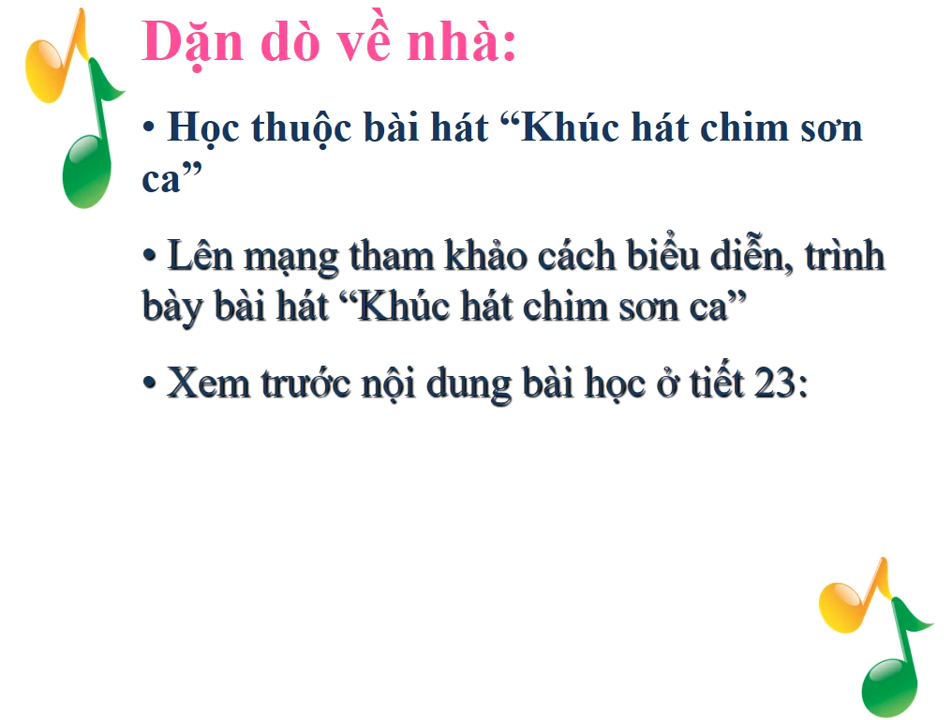 Dặn dò về nhà:
• Học thuộc bài hát “Khúc hát chim sơn
ca”
• Lên mạng tham khảo cách biểu diễn, trình
bày bài hát “Khúc hát chim sơn ca”
• Xem trước nội dung bài học ở tiết 23: